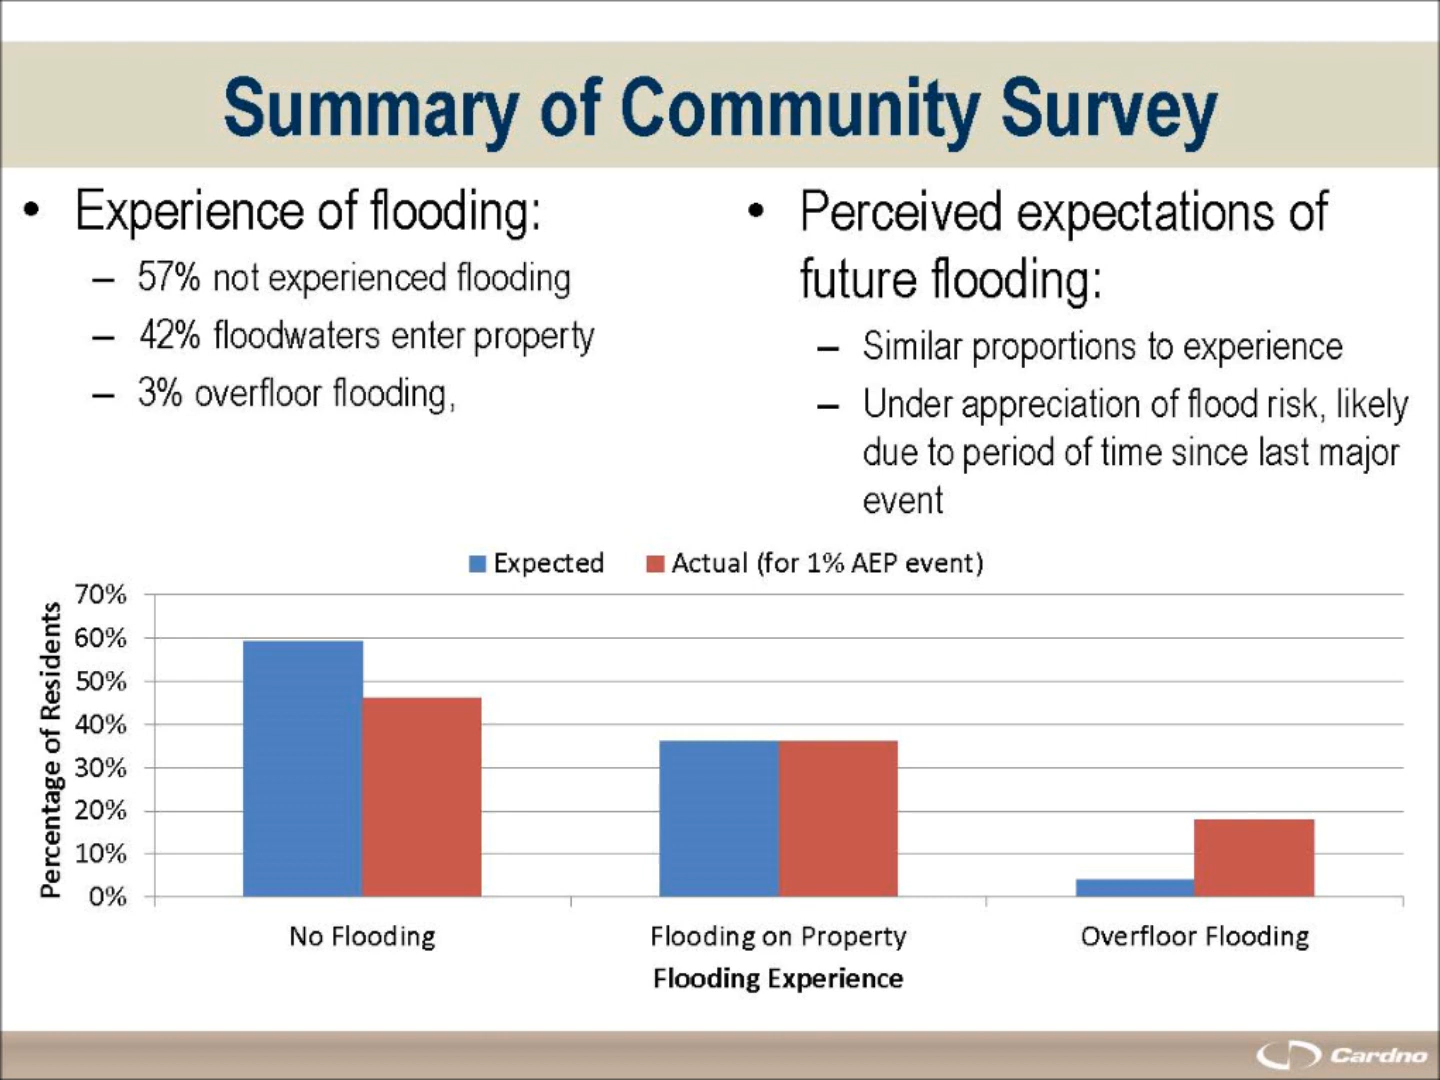 Summary of Community Survey
• Experience of flooding:
– 57% not experienced flooding
– 42% floodwaters enter property
– 3% overfloor flooding,
• Perceived expectations of
future flooding:
– Similar proportions to experience
– Under appreciation of flood risk, likely
due to period of time since last major
event
Expected
Actual (for 1% AEP event)
Percentage of Residents
70%
60%
50%
40%
30%
20%
10%
0%
No Flooding
Flooding on Property
Overfloor Flooding
Flooding Experience
Cardno